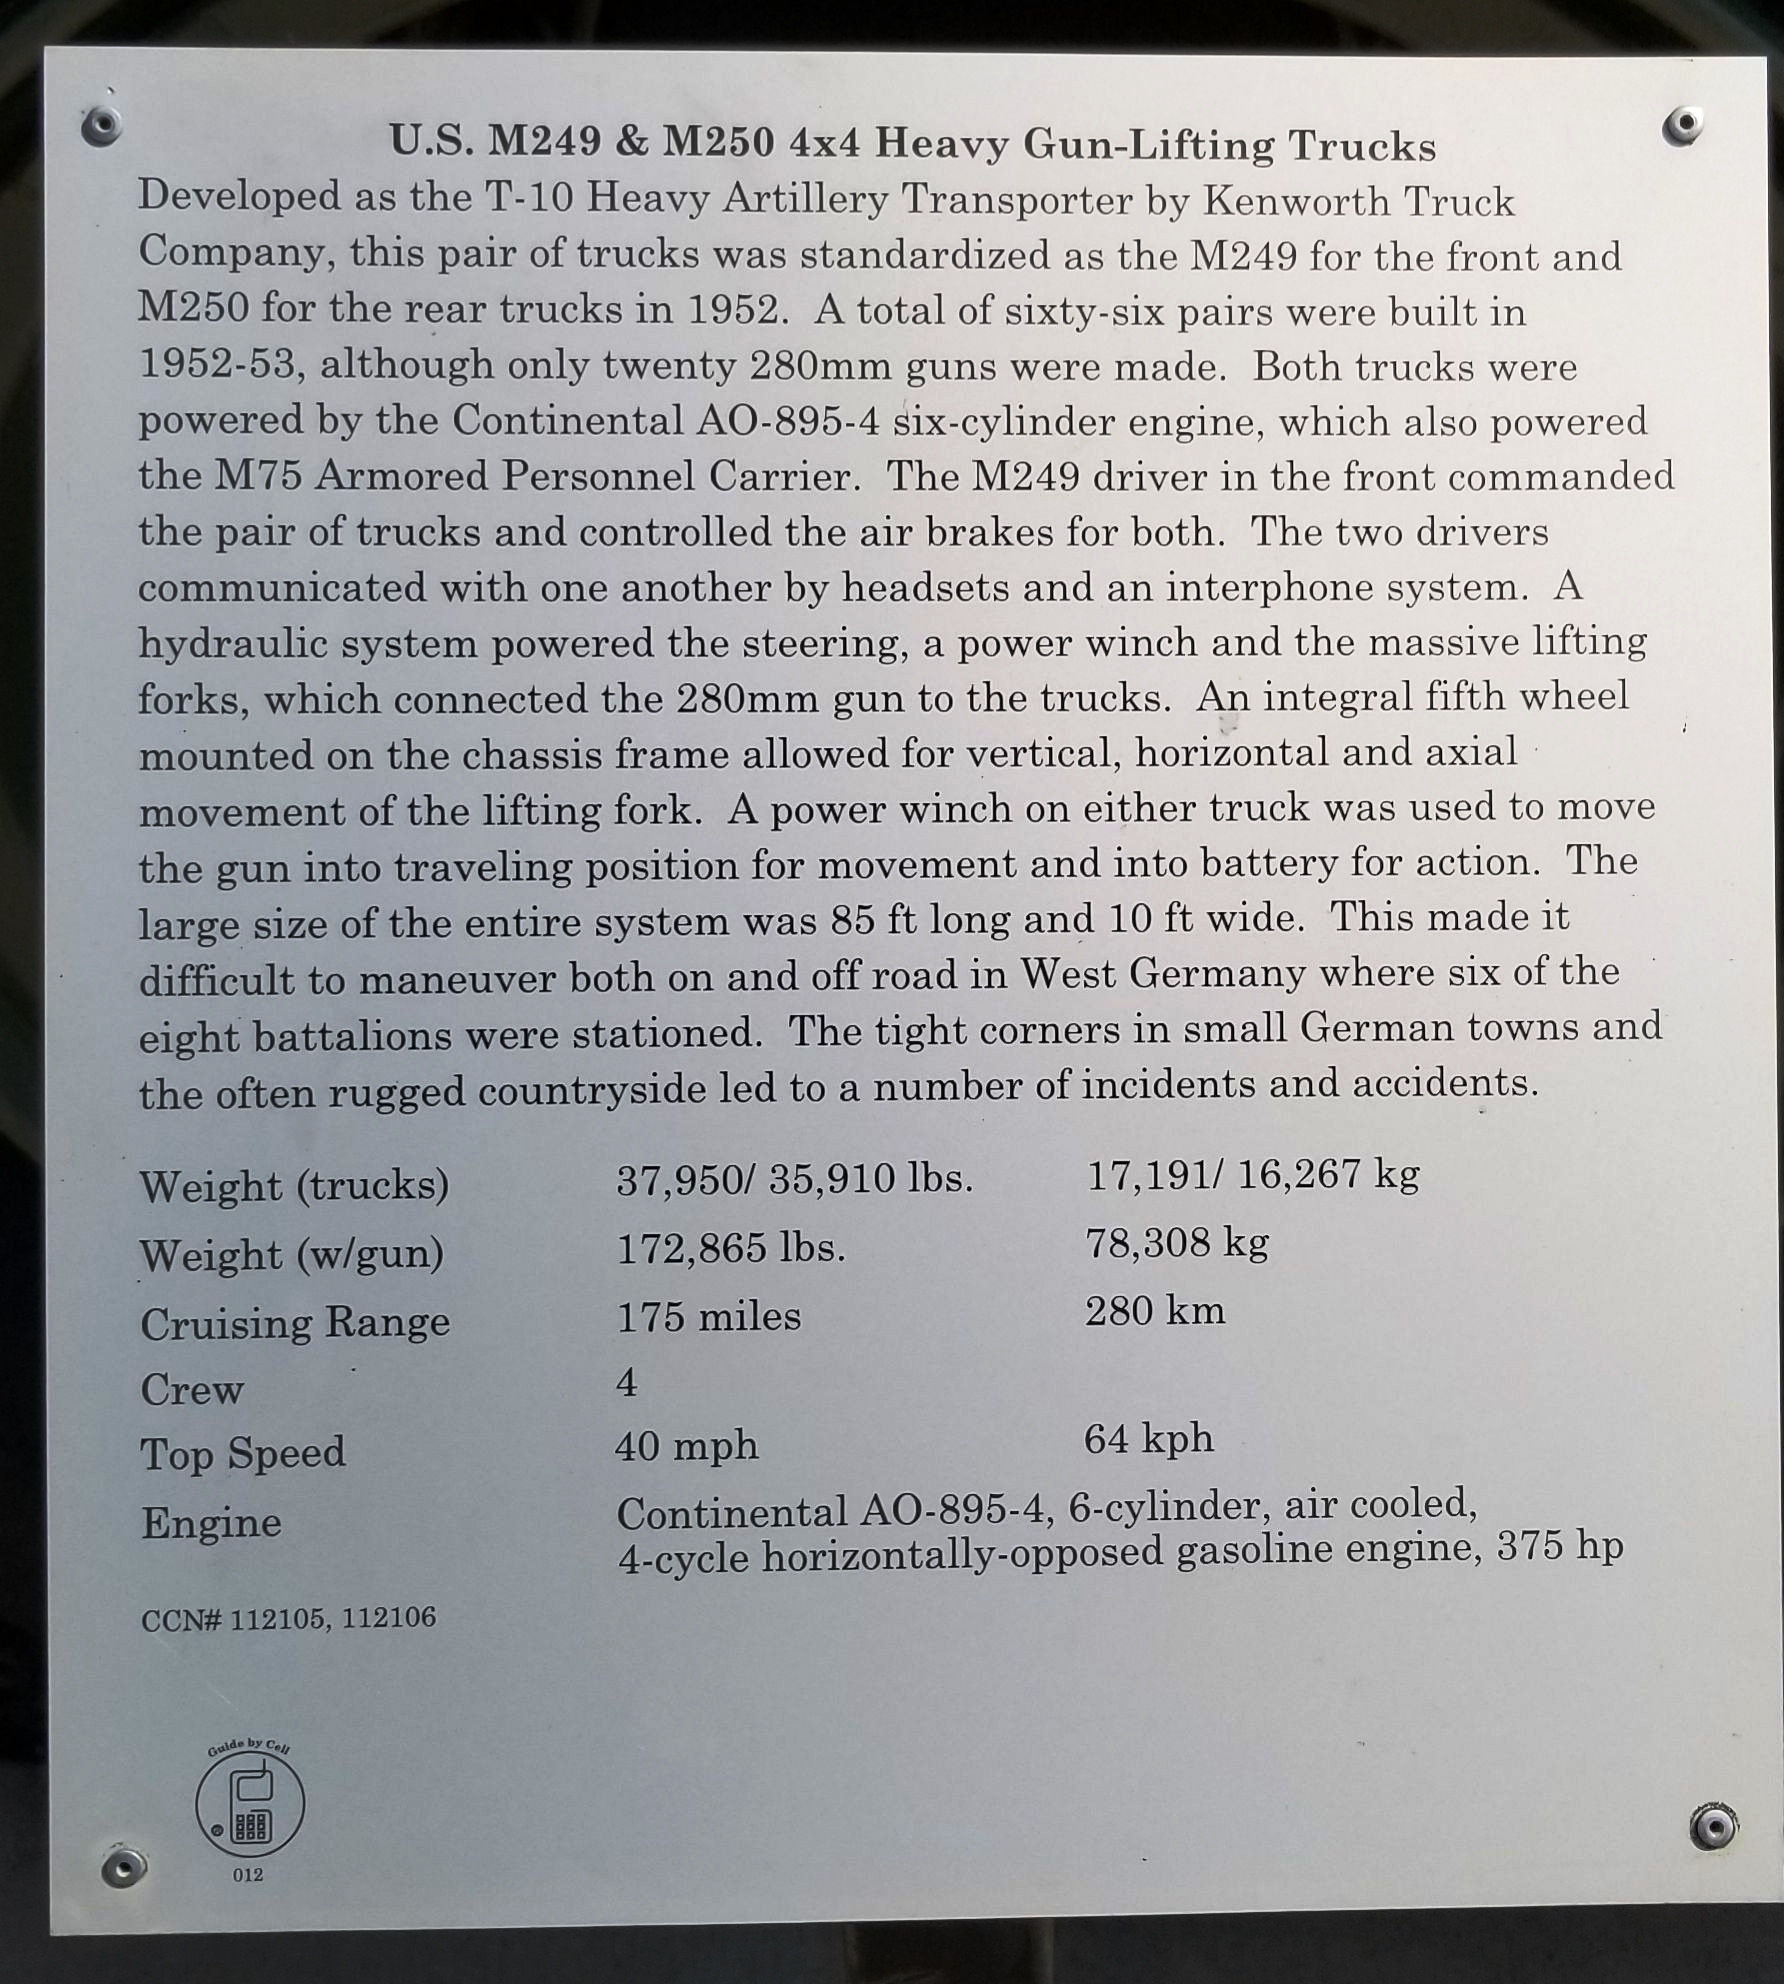 U.S. M249 & M250 4x4 Heavy Gun-Lifting Trucks
Developed as the T-10 Heavy Artillery Transporter by Kenworth Truck
Company, this pair of trucks was standardized as the M249 for the front and
M250 for the rear trucks in 1952.  A total of sixty-six pairs were built in
1952-53, although only twenty 280mm guns were made.  Both trucks were
powered by the Continental AO-895-4 six-cylinder engine, which also powered
the M75 Armored Personnel Carrier.  The M249 driver in the front commanded
the pair of trucks and controlled the air brakes for both.  The two drivers
communicated with one another by headsets and an interphone system.  A
hydraulic system powered the steering, a power winch and the massive lifting
forks, which connected the 280mm gun to the trucks.  An integral fifth wheel
mounted on the chassis frame allowed for vertical, horizontal and axial
movement of the lifting fork.  A power winch on either truck was used to move
the gun into traveling position for movement and into battery for action.  The
large size of the entire system was 85 ft long and 10 ft wide.  This made it
difficult to maneuver both on and off road in West Germany where six of the
eight battalions were stationed.  The tight corners in small German towns and
the often rugged countryside led to a number of incidents and accidents.
Weight (trucks) 37,950/ 35,910 lbs. 17,191/ 16,267 kg
Weight (w/gun) 172,865 lbs. 78,308 kg
Cruising Range 175 miles 280 km
Crew 4
Top Speed 40 mph 64 kph
Engine Continental AO-895-4, 6-cylinder, air cooled,
4-cycle horizontally-opposed gasoline engine, 375 hp
CCN# 112105, 112106
Guide by Cell
012